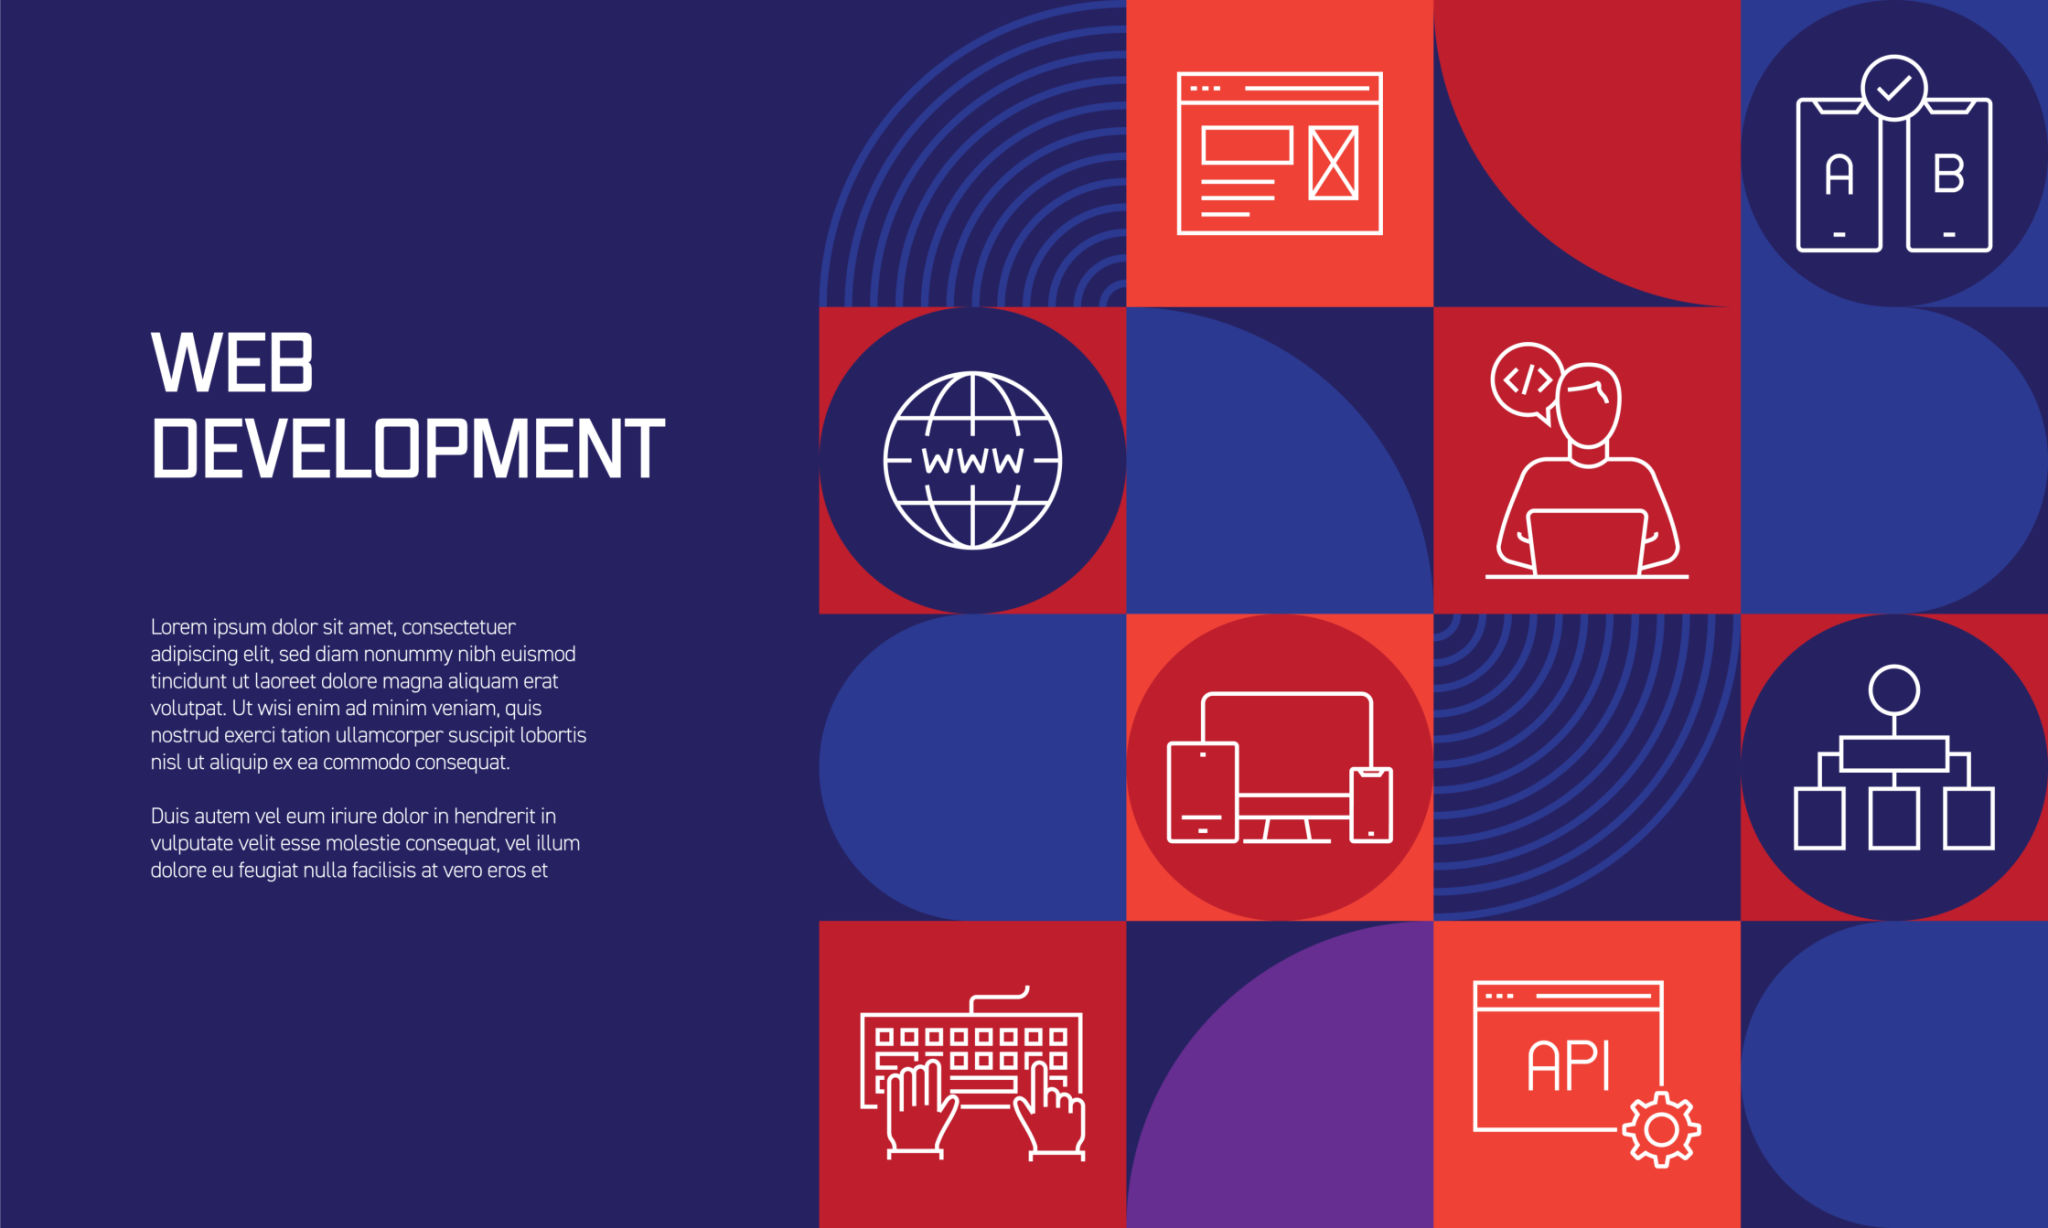 WEB
DEVELOPMENT
Lorem ipsum dolor sit amet, consectetuer
adipiscing elit, sed diam nonummy nibh euismod
tincidunt ut laoreet dolore magna aliquam erat
volutpat. Ut wisi enim ad minim veniam, quis
nostrud exerci tation ullamcorper suscipit lobortis
nisl ut aliquip ex ea commodo consequat.
Duis autem vel eum iriure dolor in hendrerit in
vulputate velit esse molestie consequat, vel illum
dolore eu feugiat nulla facilisis at vero eros et
A B
</>
WWW
API